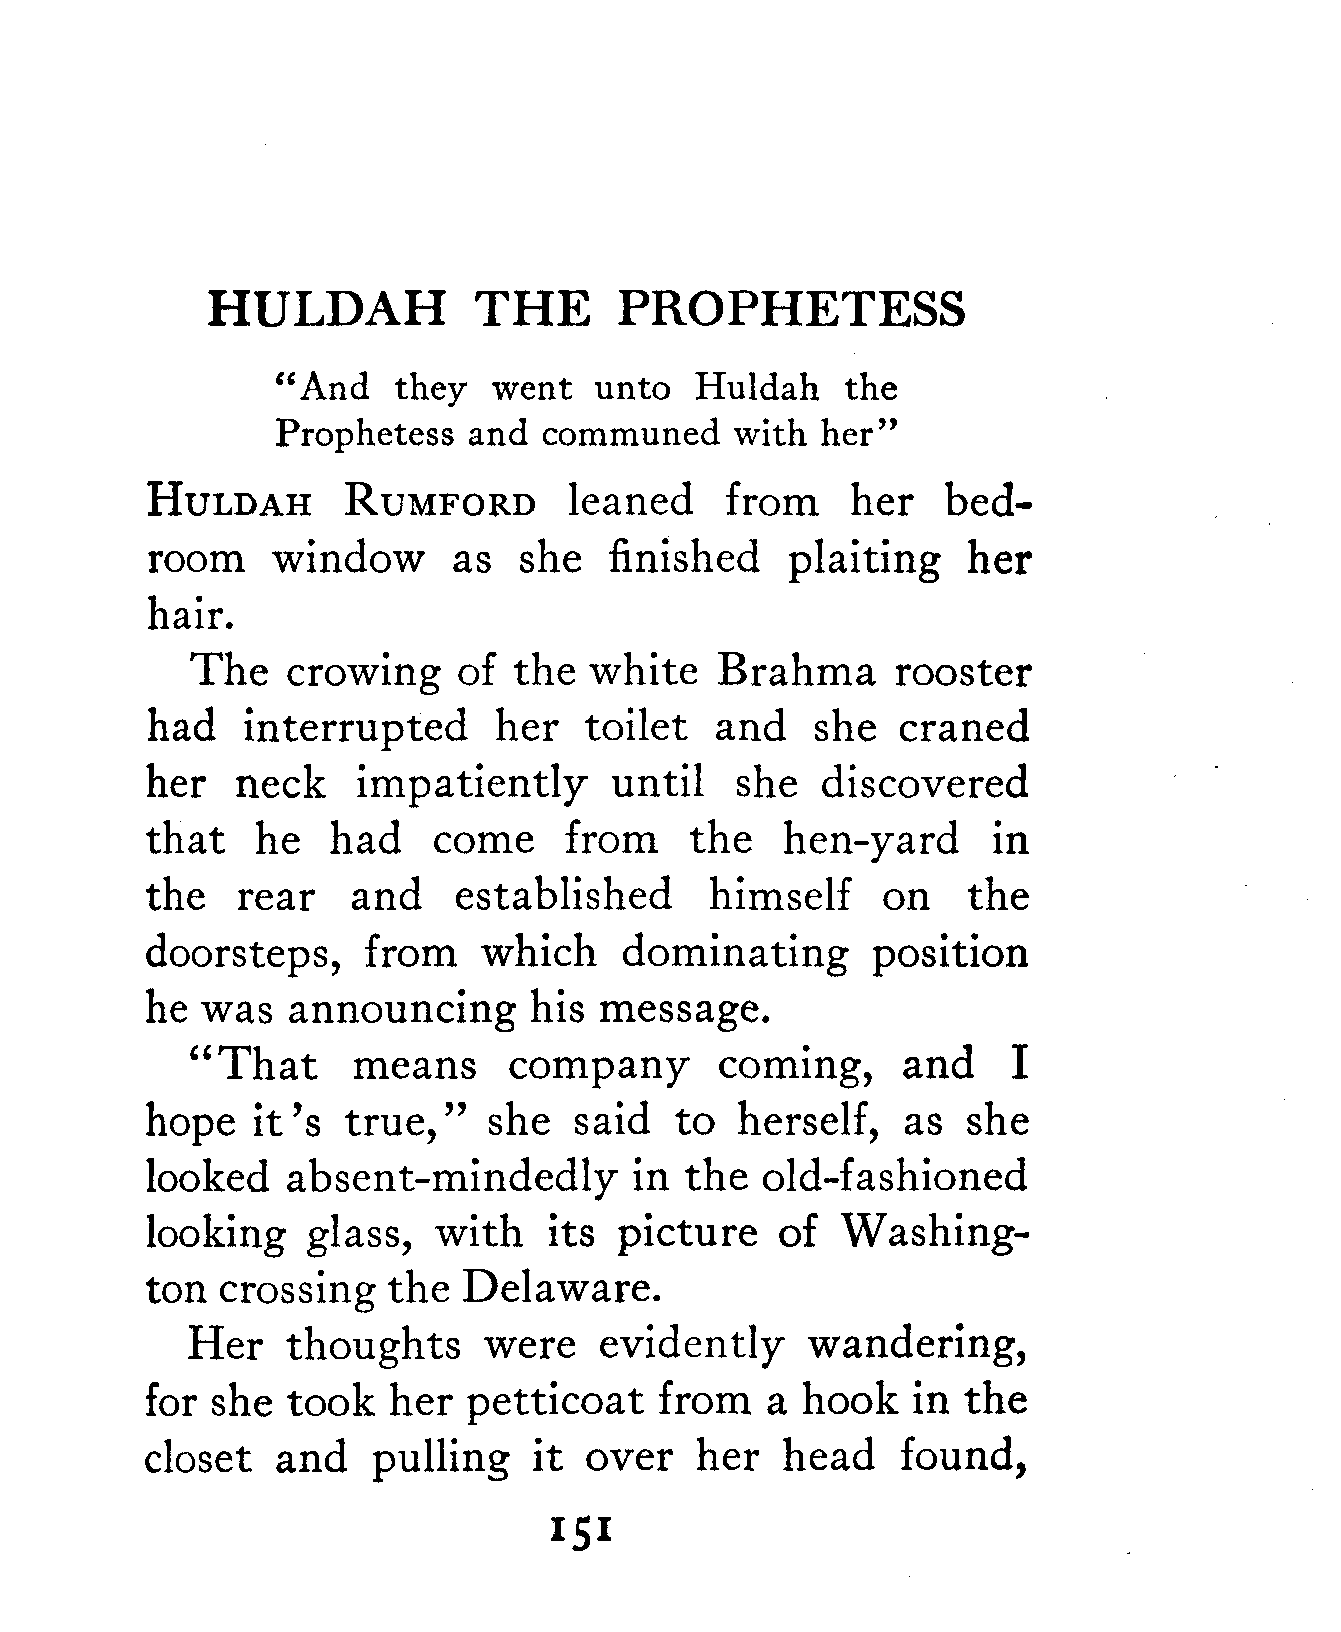 HULDAH THE PROPHETESS
“And they went unto Huldah the
Prophetess and communed with her”
HULDAH RUMFORD leaned from her bed-
room window as she finished plaiting her
hair.
The crowing of the white Brahma rooster
had interrupted her toilet and she craned
her neck impatiently until she discovered
that he had come from the hen-yard in
the rear and established himself on the
doorsteps, from which dominating position
he was announcing his message.
“That means company coming, and I
hope it ’s true,” she said to herself, as she
looked absent-mindedly in the old-fashioned
looking glass, with its picture of Washing-
ton crossing the Delaware.
Her thoughts were evidently wandering,
for she took her petticoat from a hook in the
closet and pulling it over her head found,
151